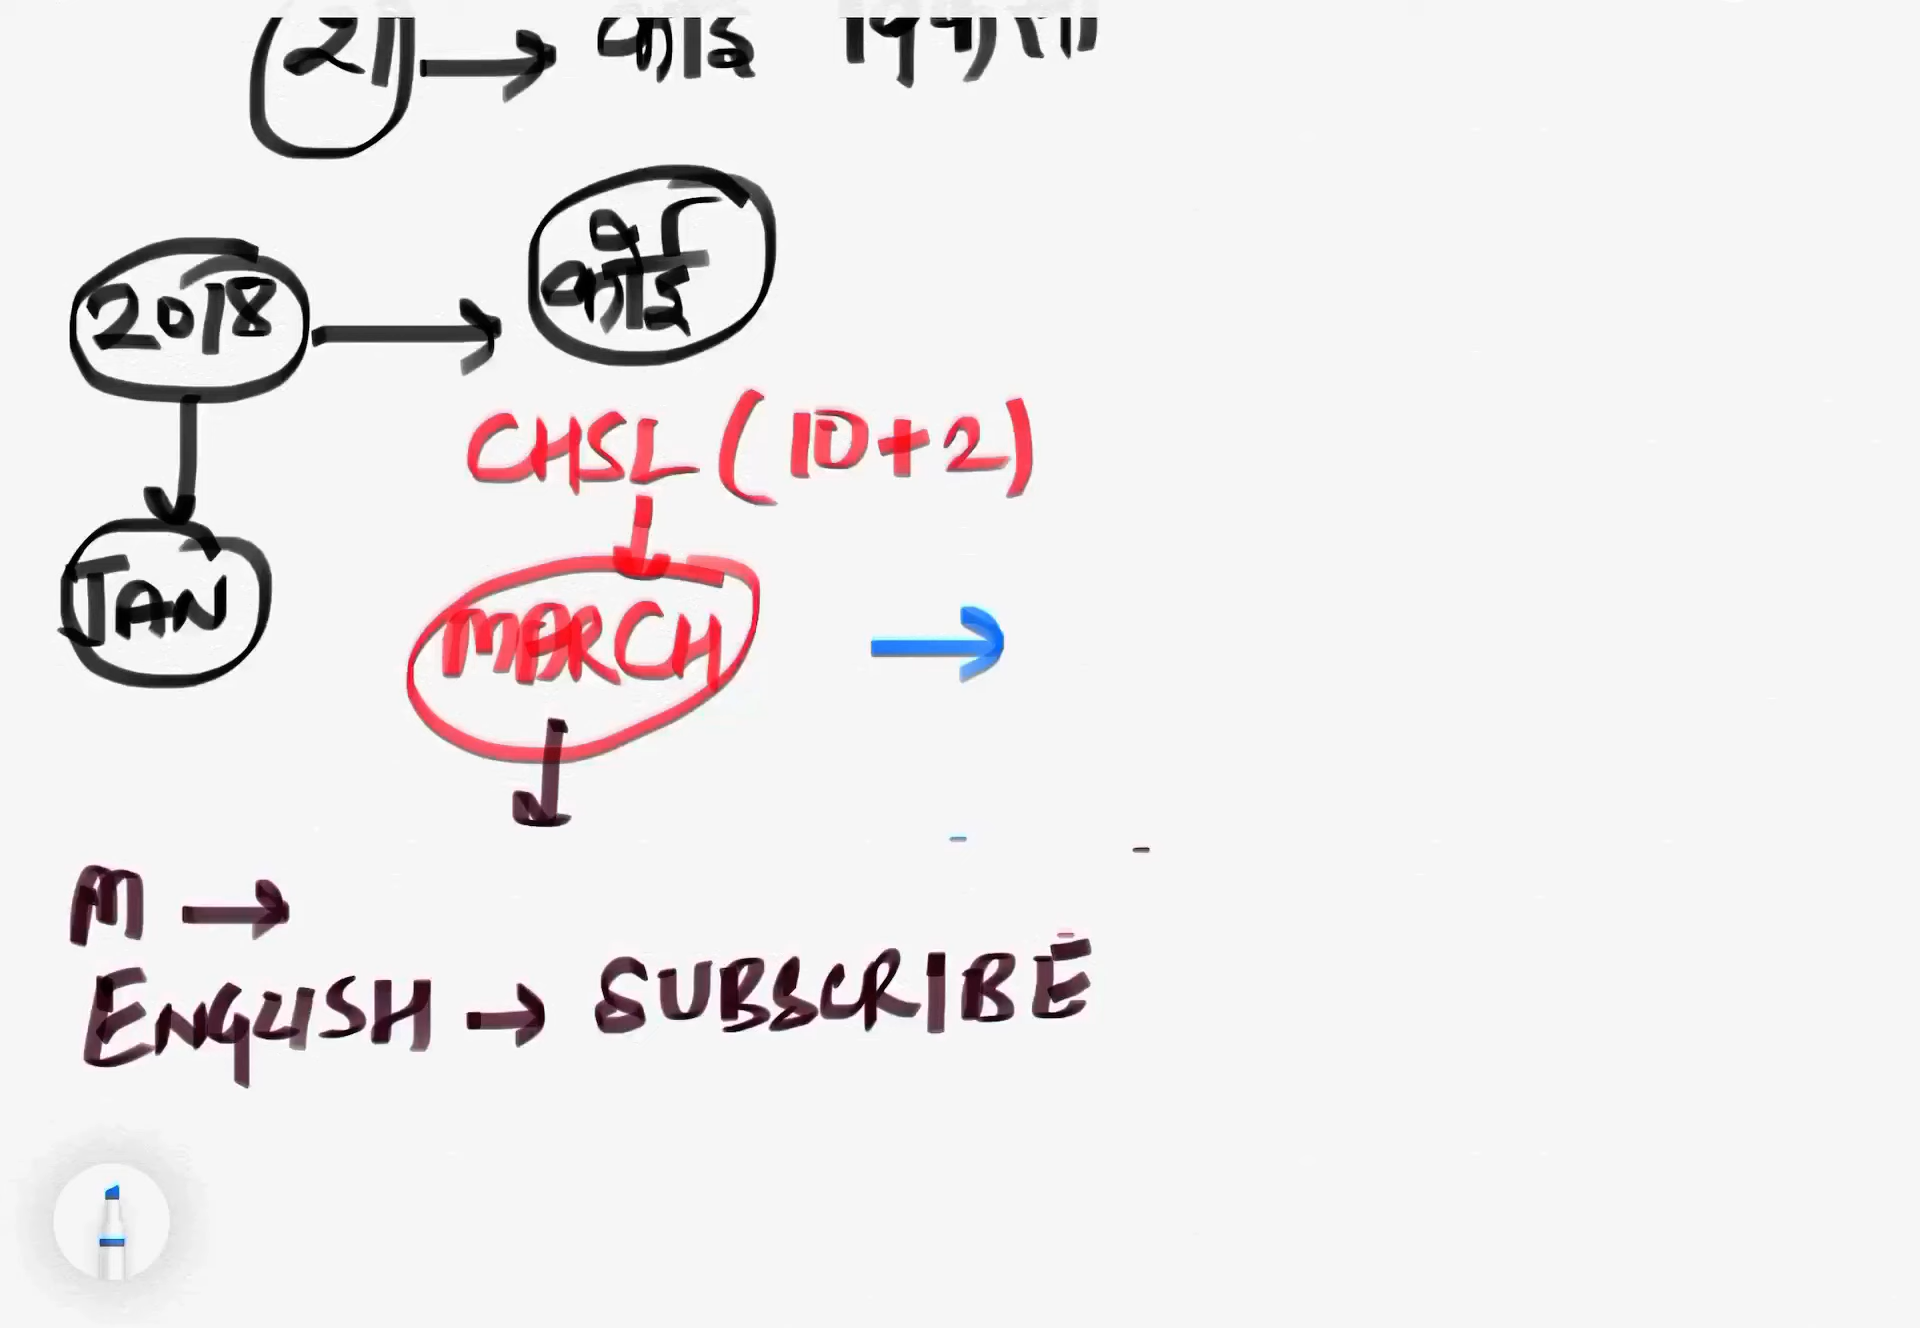 21 → कोई
2018 → कोई
CHSL (10+2)
JAN
MARCH →
M →
ENGLISH → SUBSCRIBE